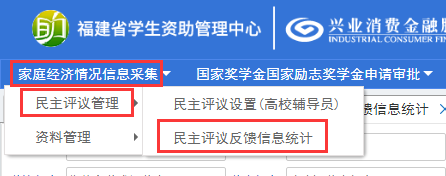 福建省学生资助管理中心
兴业消费金融
INDUSTRIAL CONSUMER FIN
家庭经济情况信息采集
国家奖学金国家励志奖学金申请审批
民主评议管理
民主评议设置(高校辅导员)
馈信息统计
资料管理
民主评议反馈信息统计